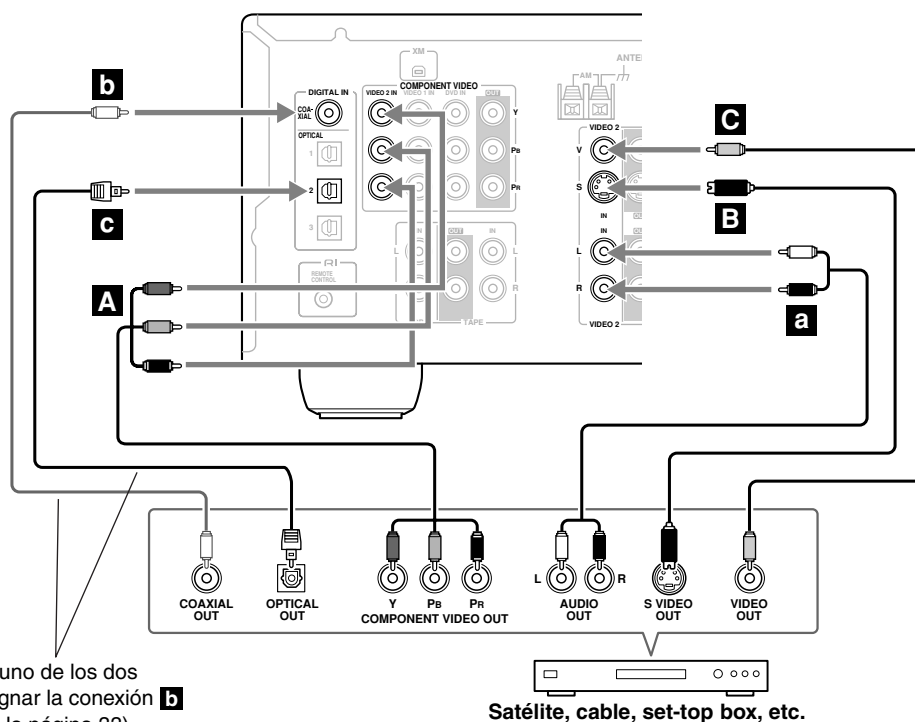 XM
ANTE
AM
b
DIGITAL IN
COMPONENT VIDEO
VIDEO 2 IN
VIDEO 1 IN
DVD IN
OUT
COA-
XIAL
Y
OPTICAL
VIDEO 2
C
1
PB
V
2
PR
S
B
c
IN
OUT
3
IN
OUT
IN
IN
L
L
L
RI
REMOTE
CONTROL
A
R
R
a
TAPE
VIDEO 2
L
R
COAXIAL
OUT
OPTICAL
OUT
Y
PB
PR
COMPONENT VIDEO OUT
AUDIO
OUT
S VIDEO
OUT
VIDEO
OUT
uno de los dos
gnar la conexión b
Satélite, cable, set-top box, etc.